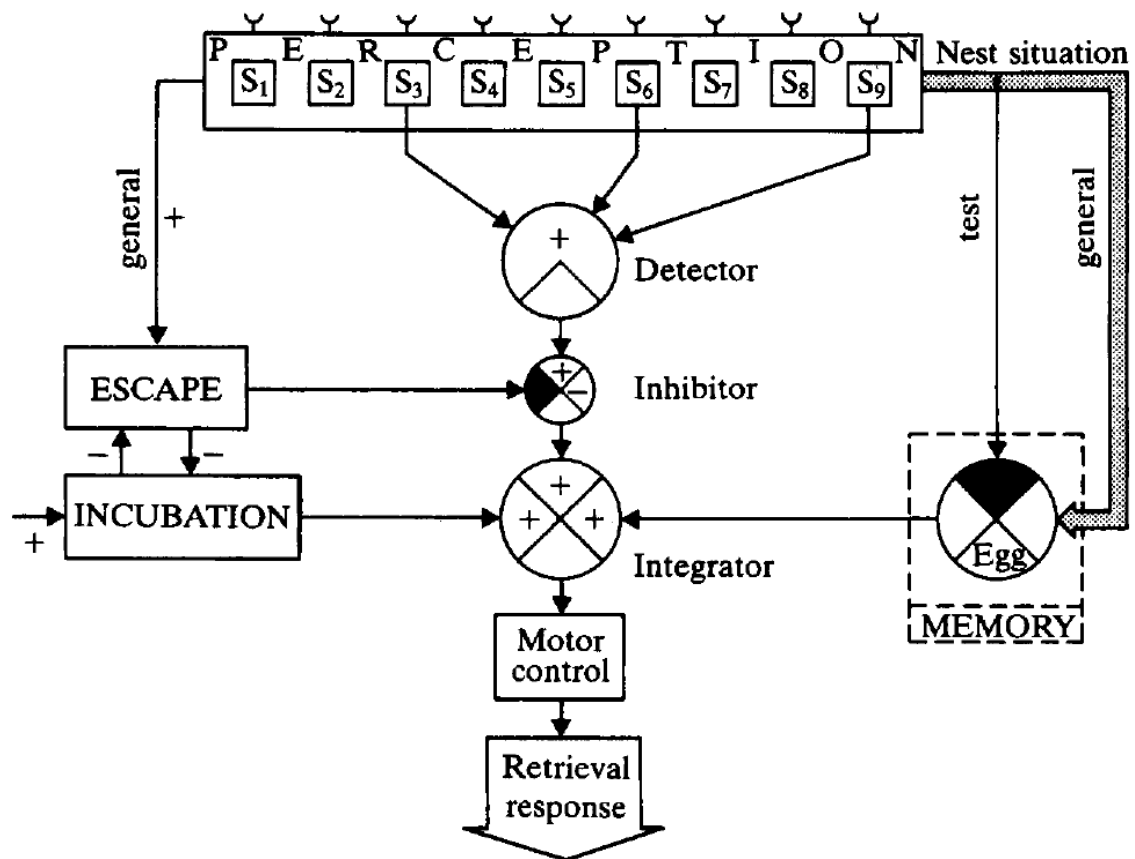 PERCEPTION
S1 S2 S3 S4 S5 S6 S7 S8 S9
Nest situation
general
+
test
general
+
Detector
ESCAPE
+
−
Inhibitor
−
−
INCUBATION
+
+
+
+
Integrator
Egg
MEMORY
Motor
control
Retrieval
response